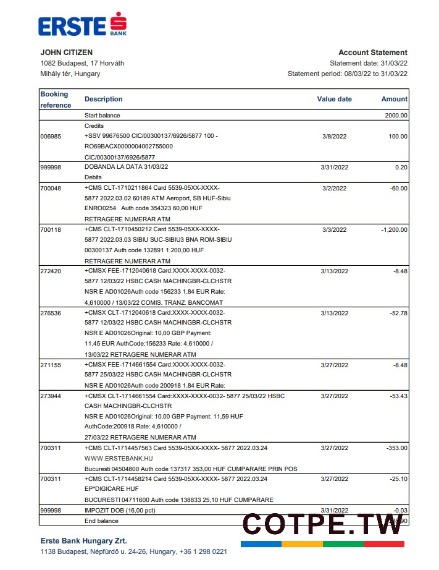 ERSTE
BANK
JOHN CITIZEN
1082 Budapest, 17 Horváth
Mihály tér, Hungary
Account Statement
Statement date: 31/03/22
Statement period: 08/03/22 to 31/03/22
Booking reference Description Value date Amount
Start balance 2000.00
Credits
006985 +SSV 99676500 CIC/00300137/6926/5877 100 - 3/8/2022 100.00
RO69BACX0000004002755000
CIC/00300137/6926/5877
999998 DOBANDA LA DATA 31/03/22 3/31/2022 0.20
Debits
700048 +CMS CLT-1710211864 Card 5539-05XX-XXXX- 3/2/2022 -60.00
5877 2022.03.02 60189 ATM Aeroport, SB HUF-Sibiu
ENRO0254 Auth code 354323 60,00 HUF
RETRAGERE NUMERAR ATM
700118 +CMS CLT-1710450212 Card 5539-05XX-XXXX- 3/3/2022 -1,200.00
5877 2022.03.03 SIBIU SUC-SIBIU3 BNA ROM-SIBIU
00300137 Auth code 132891 1.200,00 HUF
RETRAGERE NUMERAR ATM
272420 +CMSX FEE-1712040618 Card:XXXX-XXXX-0032- 3/13/2022 -8.48
5877 12/03/22 HSBC CASH MACHINGBR-CLCHSTR
NSR E AD01026Auth code 156233 1,84 EUR Rate:
4,610000 / 13/03/22 COMIS. TRANZ. BANCOMAT
276536 +CMSX CLT-1712040618 Card:XXXX-XXXX-0032- 3/13/2022 -52.78
5877 12/03/22 HSBC CASH MACHINGBR-CLCHSTR
NSR E AD01026Original: 10,00 GBP Payment:
11,45 EUR AuthCode:156233 Rate: 4,610000 /
13/03/22 RETRAGERE NUMERAR ATM
271155 +CMSX FEE-1714661554 Card:XXXX-XXXX-0032- 3/27/2022 -8.48
5877 25/03/22 HSBC CASH MACHINGBR-CLCHSTR
NSR E AD01026Auth code 200918 1,84 EUR Rate:
273944 +CMSX CLT-1714661554 Card:XXXX-XXXX-0032- 5877 25/03/22 HSBC 3/27/2022 -53.43
CASH MACHINGBR-CLCHSTR
NSR E AD01026Original: 10,00 GBP Payment: 11,59 HUF
AuthCode:200918 Rate: 4,610000 /
27/03/22 RETRAGERE NUMERAR ATM
700311 +CMS CLT-1714457563 Card 5539-05XX-XXXX- 5877 2022.03.24 3/27/2022 -353.00
WWW.ERSTEBANK.HU
Bucuresti 04504800 Auth code 137317 353,00 HUF CUMPARARE PRIN POS
700311 +CMS CLT-1714458214 Card 5539-05XX-XXXX- 5877 2022.03.24 3/27/2022 -25.10
EP*DIGICARE HUF
BUCURESTI04711600 Auth code 138633 25,10 HUF CUMPARARE
999998 IMPOZIT DOB (16,00 pct) 3/31/2022 -0.03
End balance
COTPE.TW
Erste Bank Hungary Zrt.
1138 Budapest, Népfürdő u. 24-26, Hungary, +36 1 298 0221